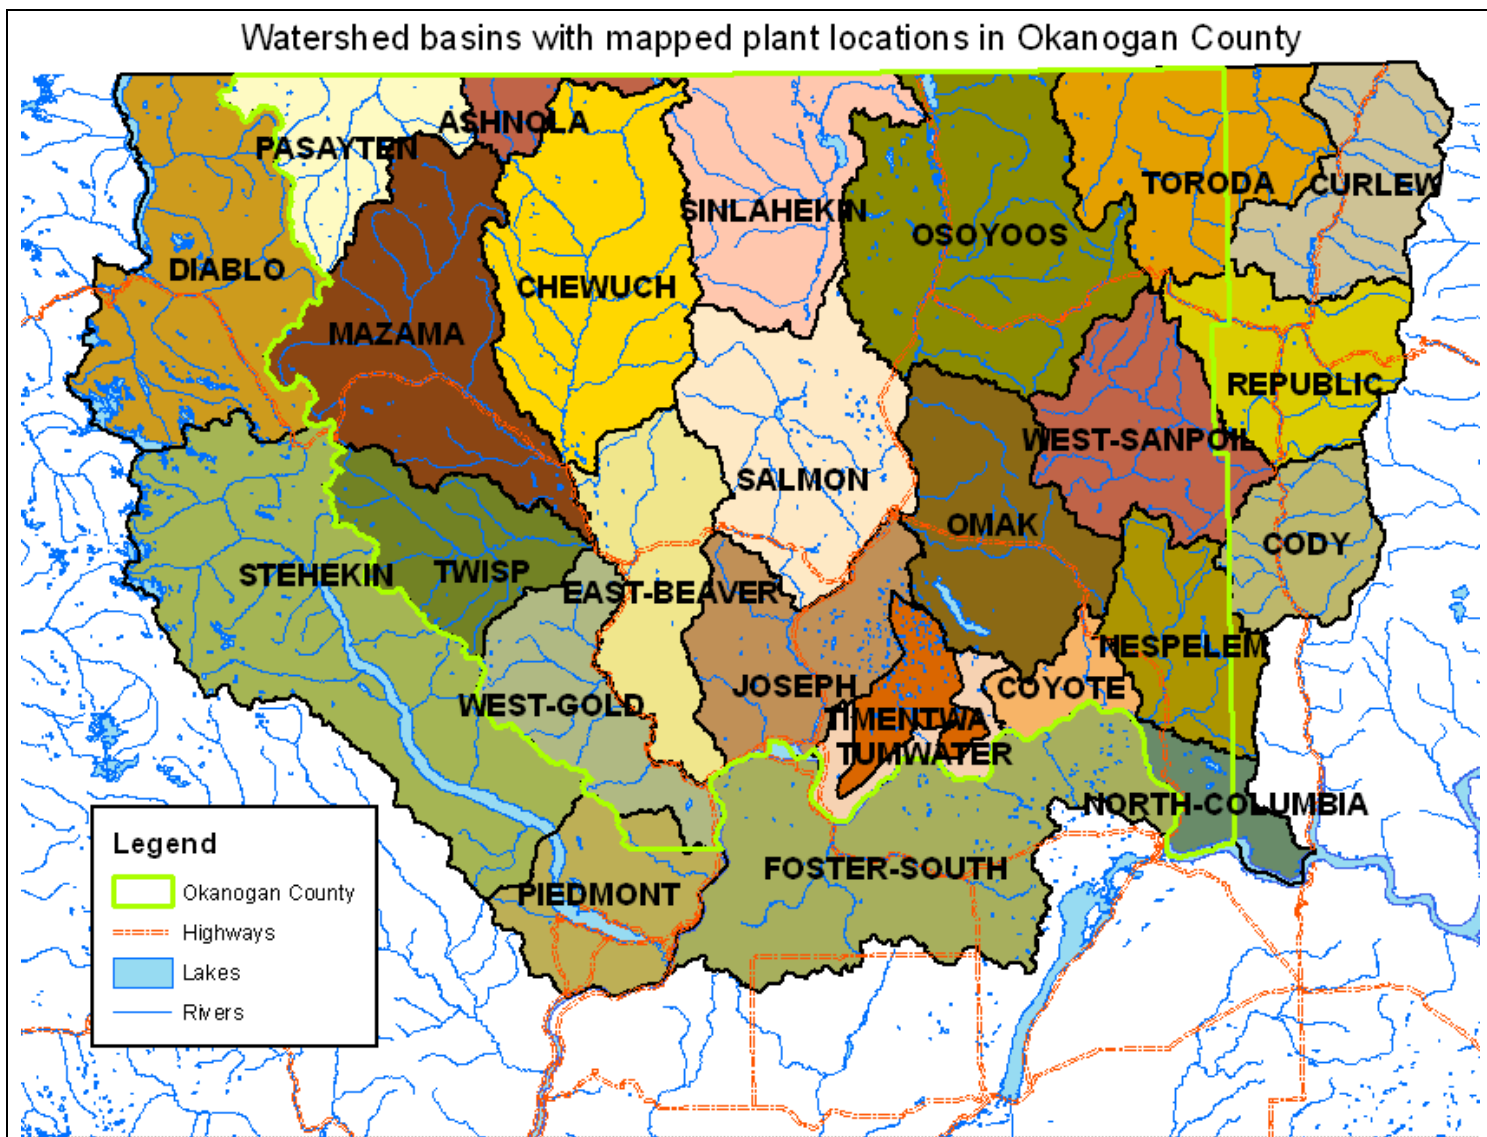 Watershed basins with mapped plant locations in Okanogan County
ASHNOLA
PASAYTEN
TORODA
CURLEW
SINLAHEKIN
OSOYOOS
DIABLO
CHEWUCH
MAZAMA
REPUBLIC
WEST-SANPOIL
SALMON
OMAK
CODY
STEHEKIN
TWISP
EAST-BEAVER
HESPELEM
JOSEPH
COYOTE
WEST-GOLD
TIMENTWA
TUMWATER
NORTH-COLUMBIA
FOSTER-SOUTH
PIEDMONT
Legend
Okanogan County
Highways
Lakes
Rivers